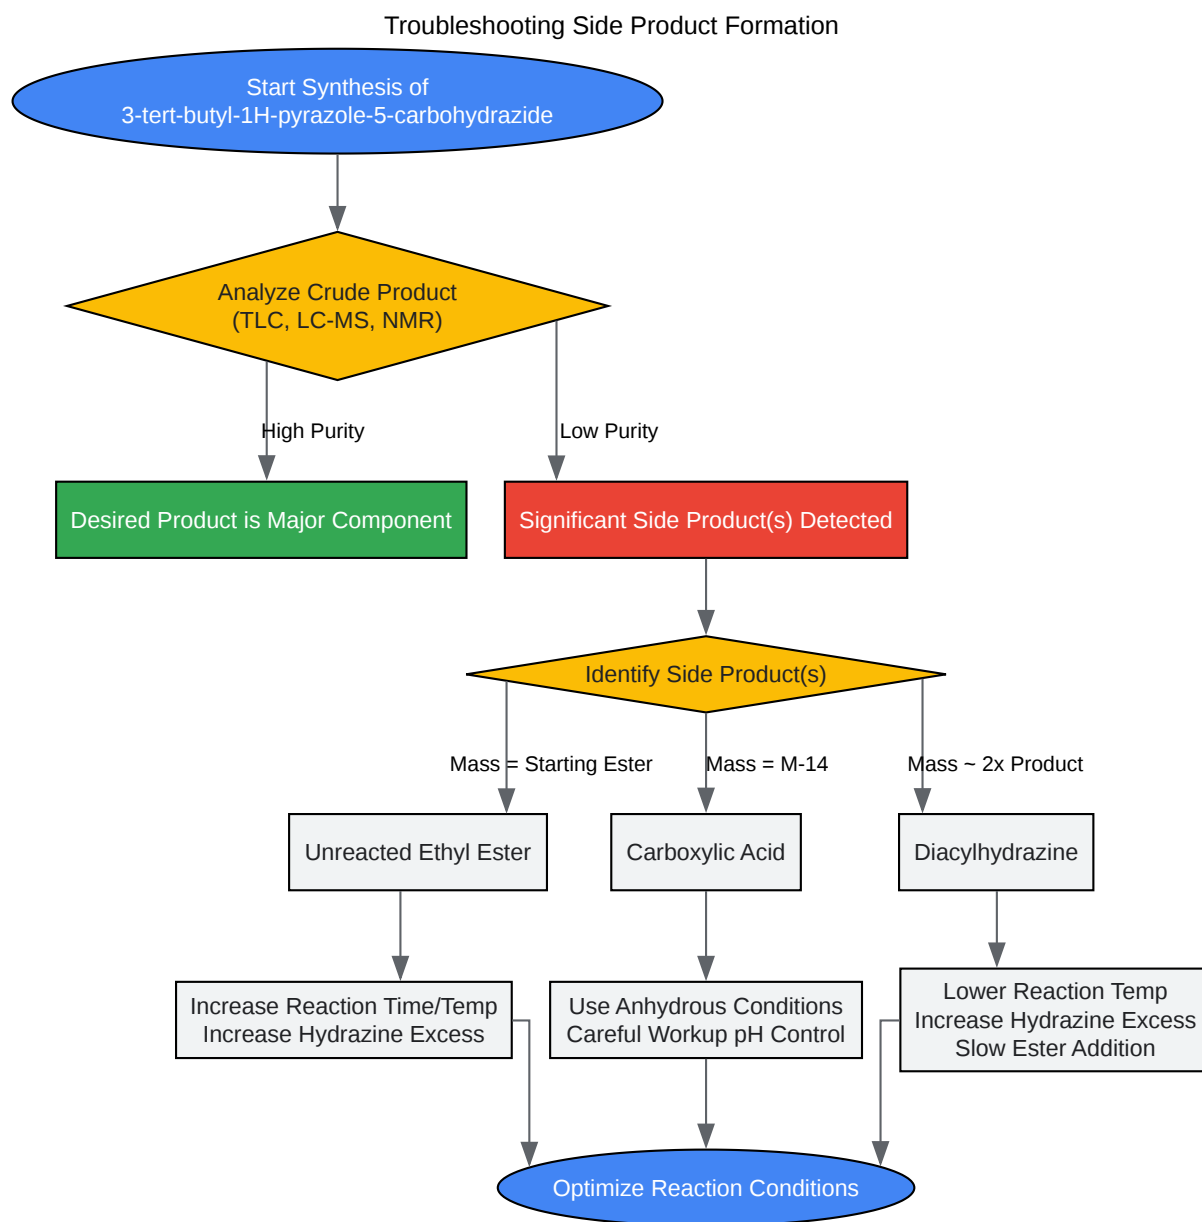 Troubleshooting Side Product Formation
Start Synthesis of
3-tert-butyl-1H-pyrazole-5-carbohydrazide
Analyze Crude Product
(TLC, LC-MS, NMR)
High Purity
Low Purity
Desired Product is Major Component
Significant Side Product(s) Detected
Identify Side Product(s)
Mass = Starting Ester
Mass = M-14
Mass ~ 2x Product
Unreacted Ethyl Ester
Carboxylic Acid
Diacylhydrazine
Increase Reaction Time/Temp
Increase Hydrazine Excess
Use Anhydrous Conditions
Careful Workup pH Control
Lower Reaction Temp
Increase Hydrazine Excess
Slow Ester Addition
Optimize Reaction Conditions